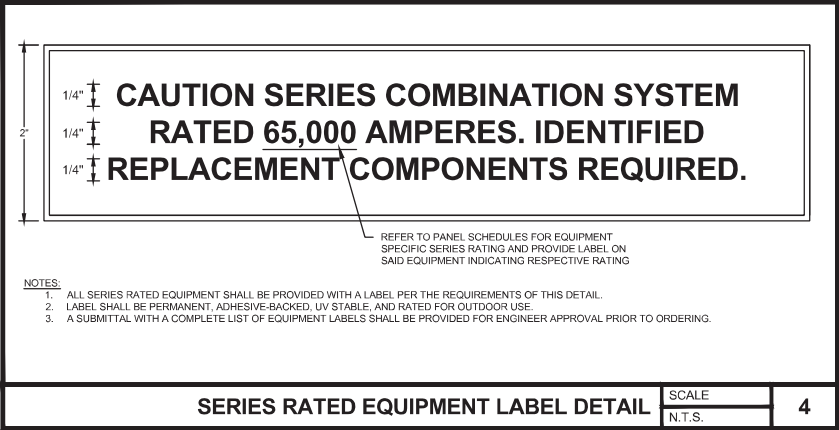 2"
1/4" CAUTION SERIES COMBINATION SYSTEM
1/4" RATED 65,000 AMPERES. IDENTIFIED
1/4" REPLACEMENT COMPONENTS REQUIRED.
REFER TO PANEL SCHEDULES FOR EQUIPMENT
SPECIFIC SERIES RATING AND PROVIDE LABEL ON
SAID EQUIPMENT INDICATING RESPECTIVE RATING
NOTES:
1. ALL SERIES RATED EQUIPMENT SHALL BE PROVIDED WITH A LABEL PER THE REQUIREMENTS OF THIS DETAIL.
2. LABEL SHALL BE PERMANENT, ADHESIVE-BACKED, UV STABLE, AND RATED FOR OUTDOOR USE.
3. A SUBMITTAL WITH A COMPLETE LIST OF EQUIPMENT LABELS SHALL BE PROVIDED FOR ENGINEER APPROVAL PRIOR TO ORDERING.
SERIES RATED EQUIPMENT LABEL DETAIL
SCALE
N.T.S.
4